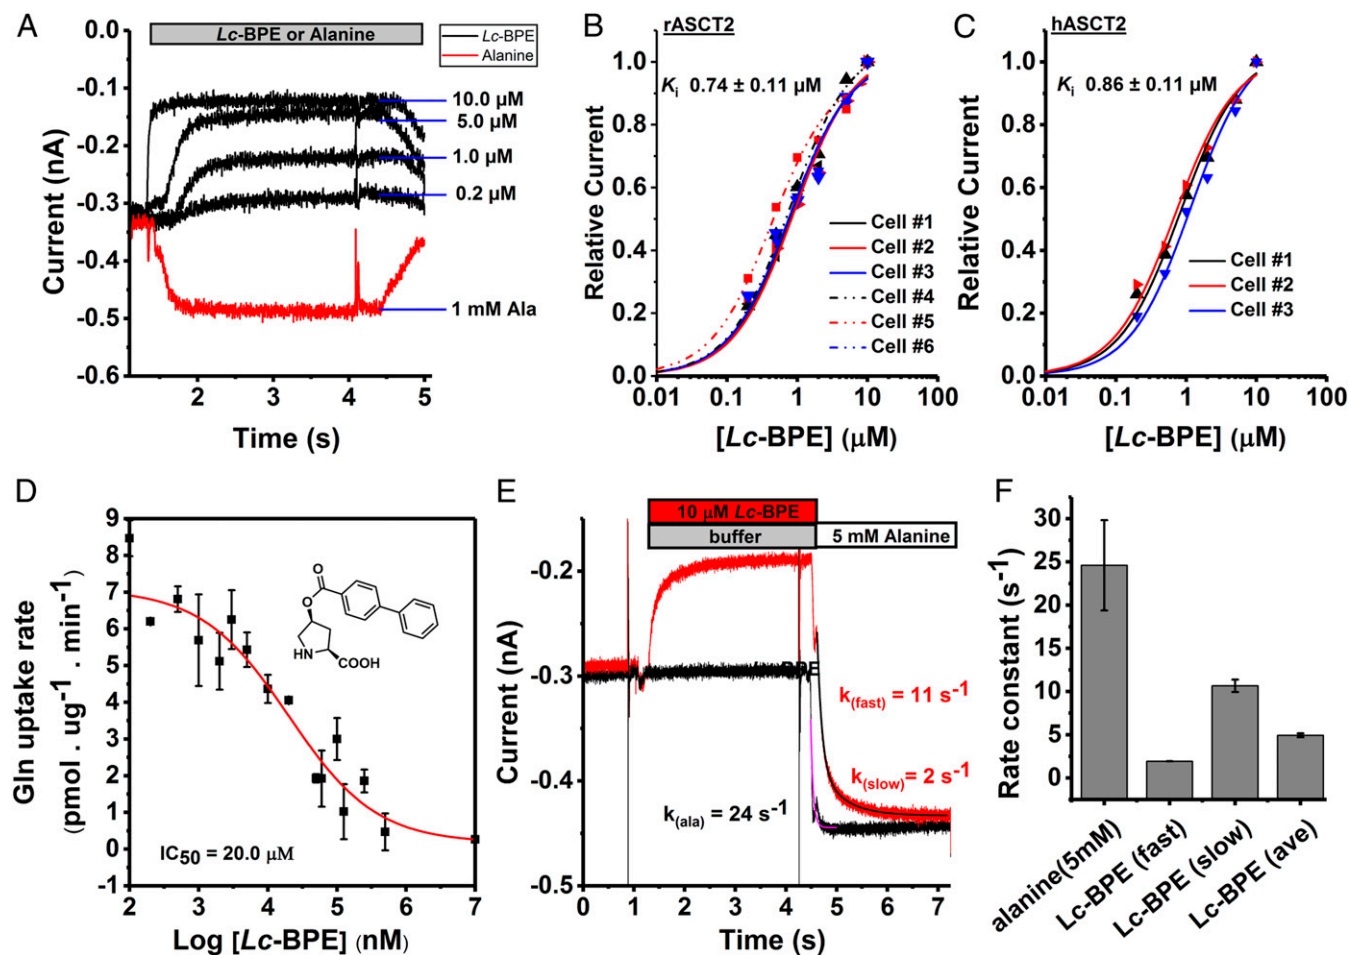 A
Lc-BPE or Alanine
Lc-BPE
Alanine
0.0
-0.1
-0.2
-0.3
-0.4
-0.5
-0.6
Current (nA)
10.0 µM
5.0 µM
1.0 µM
0.2 µM
1 mM Ala
2 3 4 5
Time (s)
B
rASCT2
Ki 0.74 ± 0.11 µM
1.0
0.8
0.6
0.4
0.2
0.0
Relative Current
Cell #1
Cell #2
Cell #3
Cell #4
Cell #5
Cell #6
0.01 0.1 1 10 100
[Lc-BPE] (µM)
C
hASCT2
Ki 0.86 ± 0.11 µM
1.0
0.8
0.6
0.4
0.2
0.0
Relative Current
Cell #1
Cell #2
Cell #3
0.01 0.1 1 10 100
[Lc-BPE] (µM)
D
9
8
7
6
5
4
3
2
1
0
-1
Gln uptake rate
(pmol . ug-1 . min-1)
O
O
HN
COOH
IC50 = 20.0 µM
2 3 4 5 6 7
Log [Lc-BPE] (nM)
E
10 µM Lc-BPE
buffer
5 mM Alanine
-0.2
-0.3
-0.4
-0.5
Current (nA)
BPE
k(fast) = 11 s-1
k(slow) = 2 s-1
k(ala) = 24 s-1
0 1 2 3 4 5 6 7
Time (s)
F
30
25
20
15
10
5
0
Rate constant (s-1)
alanine(5mM)
Lc-BPE (fast)
Lc-BPE (slow)
Lc-BPE (ave)